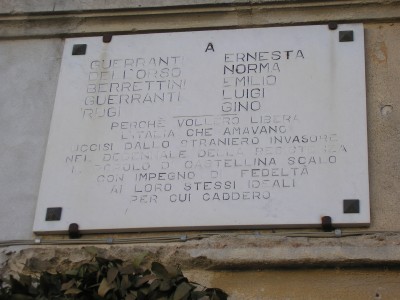 A
GUERRANTI ERNESTA
DELL'ORSO NORMA
BERRETTINI EMILIO
GUERRANTI LUIGI
RUGI GINO
PERCHÈ VOLLERO LIBERA
L'ITALIA CHE AMAVANO
UCCISI DALLO STRANIERO INVASORE
NEL DECENNALE DELLA RESISTENZA
IL POPOLO DI CASTELLINA SCALO
CON IMPEGNO DI FEDELTÀ
AI LORO STESSI IDEALI
PER CUI CADDERO